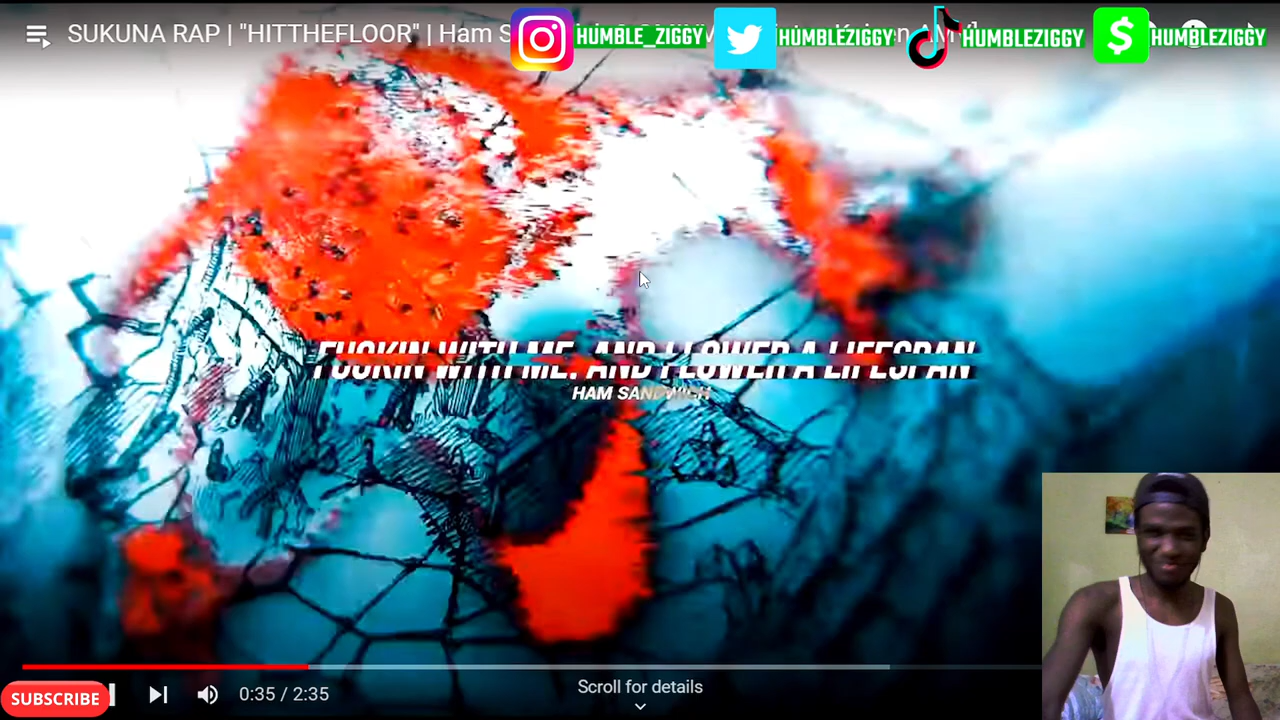 SUKUNA RAP | "HITTHEFLOOR" | Ham S
HUMBLE_ZIGGY
HUMBLEZIGGY
HUMBLEZIGGY
HUMBLEZIGGY
FUCKIN WITH ME, AND I LOWER A LIFESPAN
HAM SANDWICH
SUBSCRIBE
0:35 / 2:35
Scroll for details